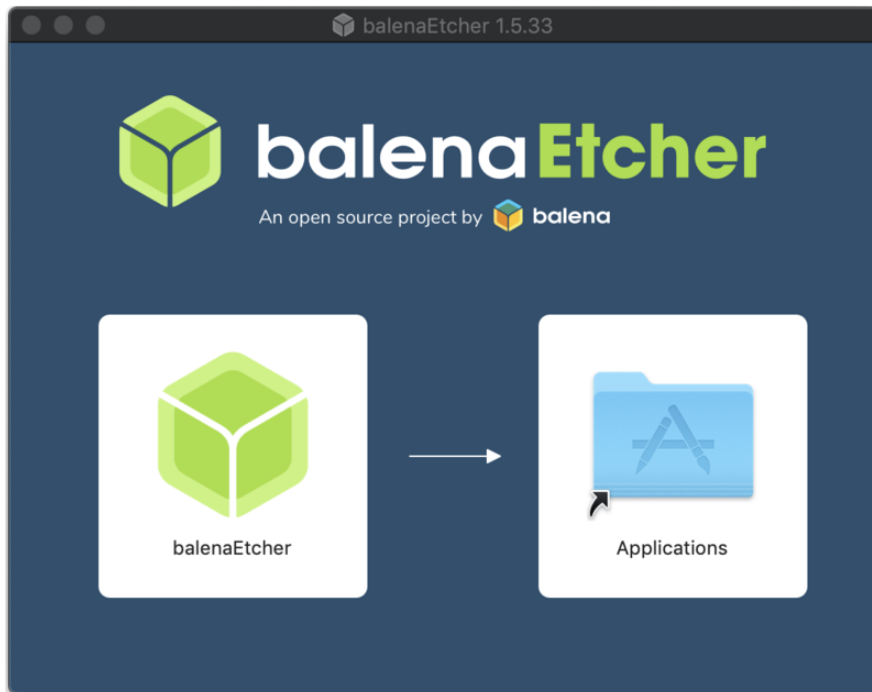 balenaEtcher 1.5.33
balenaEtcher
An open source project by balena
balenaEtcher
Applications